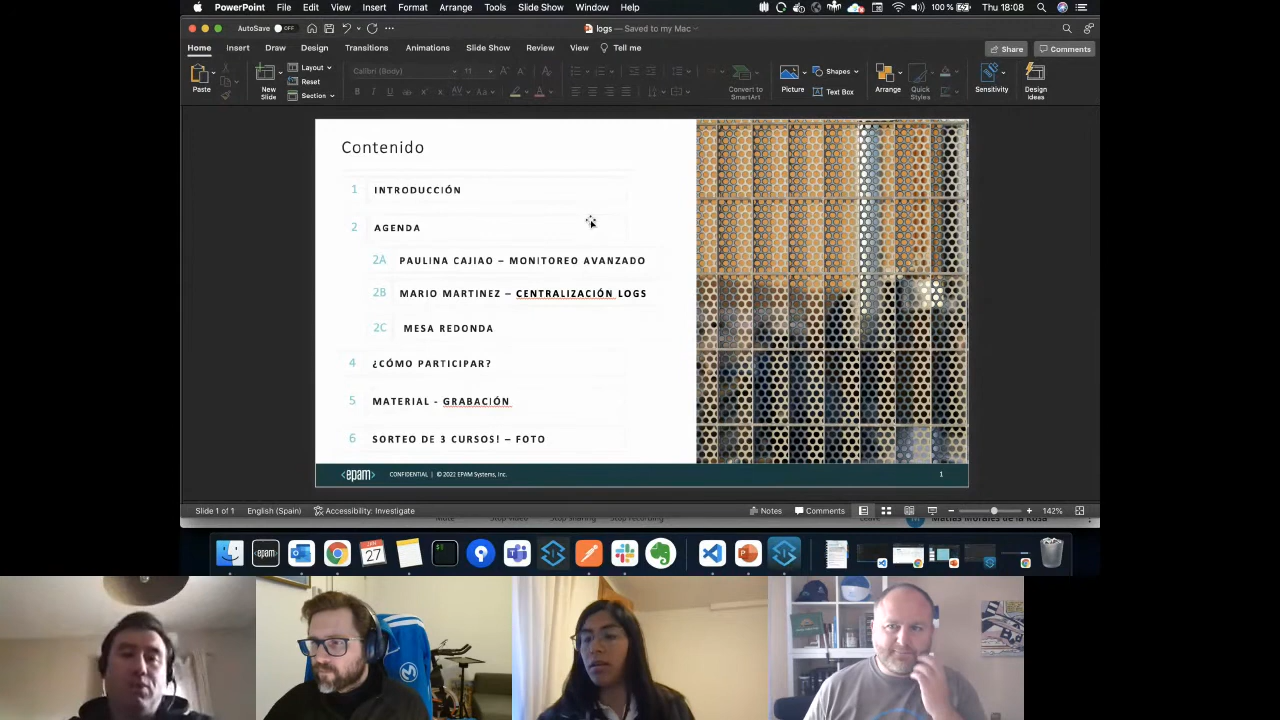 PowerPoint File Edit View Insert Format Arrange Tools Slide Show Window Help 100 % Thu 18:08
AutoSave OFF logs — Saved to my Mac
Home Insert Draw Design Transitions Animations Slide Show Review View Tell me Share Comments
Paste New Slide Layout Reset Section Calibri (Body) 11 Convert to SmartArt Picture Shapes Text Box Arrange Quick Styles Sensitivity Design Ideas
Contenido
1 INTRODUCCIÓN
2 AGENDA
2A PAULINA CAJIAO – MONITOREO AVANZADO
2B MARIO MARTINEZ – CENTRALIZACIÓN LOGS
2C MESA REDONDA
4 ¿CÓMO PARTICIPAR?
5 MATERIAL - GRABACIÓN
6 SORTEO DE 3 CURSOS! – FOTO
<epam> CONFIDENTIAL | © 2022 EPAM Systems, Inc. 1
Slide 1 of 1 English (Spain) Accessibility: Investigate Notes Comments 142%
<epam> JAN 27